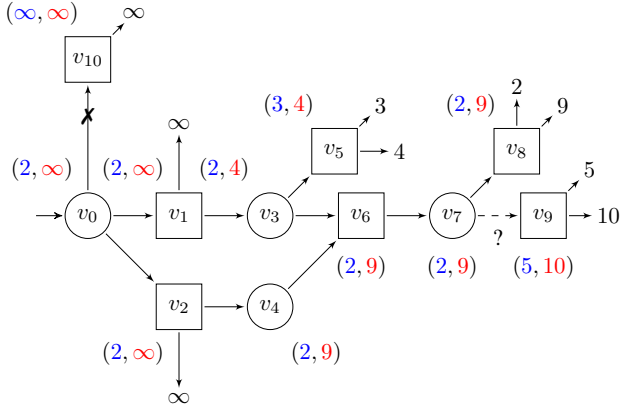 (∞, ∞) ∞
v₁₀
✗
(3, 4) 3 (2, 9) 2 9
∞
v₅ 4 v₈
(2, ∞) (2, ∞) (2, 4) 5
v₀ v₁ v₃ v₆ v₇ ? v₉ 10
(2, 9) (2, 9) (5, 10)
v₂ v₄
(2, ∞) (2, 9)
∞